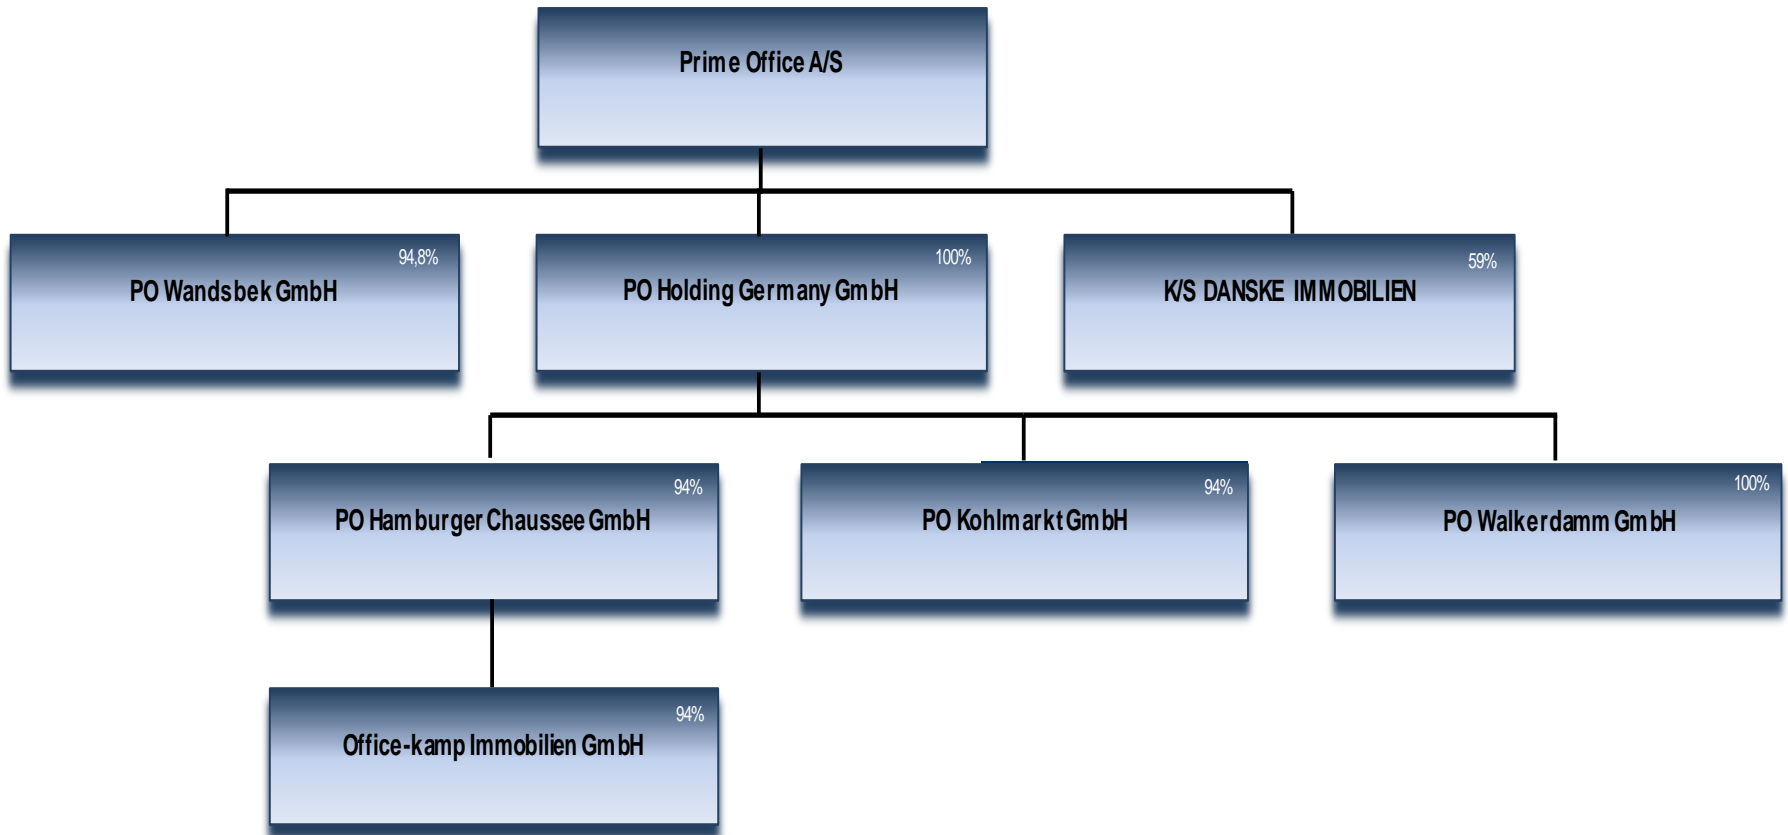 Prime Office A/S
94,8%
PO Wandsbek GmbH
100%
PO Holding Germany GmbH
59%
K/S DANSKE IMMOBILIEN
94%
PO Hamburger Chaussee GmbH
94%
PO Kohlmarkt GmbH
100%
PO Walkerdamm GmbH
94%
Office-kamp Immobilien GmbH